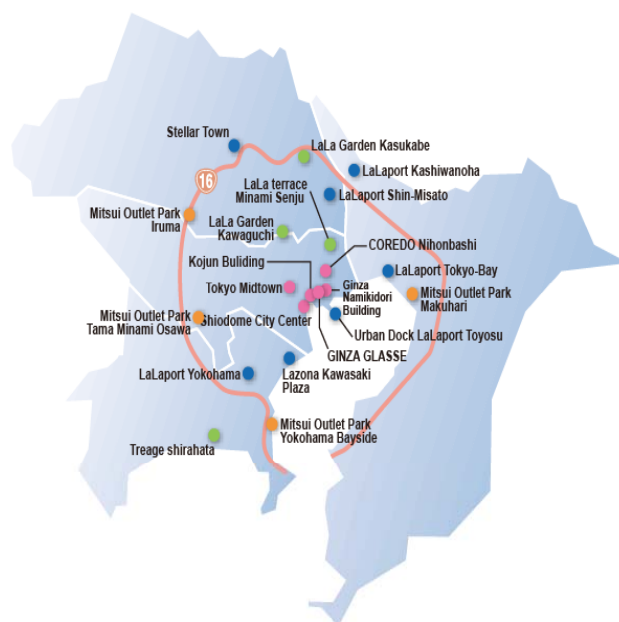 Stellar Town
LaLa Garden Kasukabe
LaLaport Kashiwanoha
16
LaLa terrace
Minami Senju
LaLaport Shin-Misato
Mitsui Outlet Park
Iruma
LaLa Garden
Kawaguchi
COREDO Nihonbashi
Kojun Buliding
LaLaport Tokyo-Bay
Tokyo Midtown
Ginza
Namikidori
Building
Mitsui Outlet Park
Makuhari
Mitsui Outlet Park
Tama Minami Osawa
Shiodome City Center
Urban Dock LaLaport Toyosu
GINZA GLASSE
LaLaport Yokohama
Lazona Kawasaki
Plaza
Mitsui Outlet Park
Yokohama Bayside
Treage shirahata